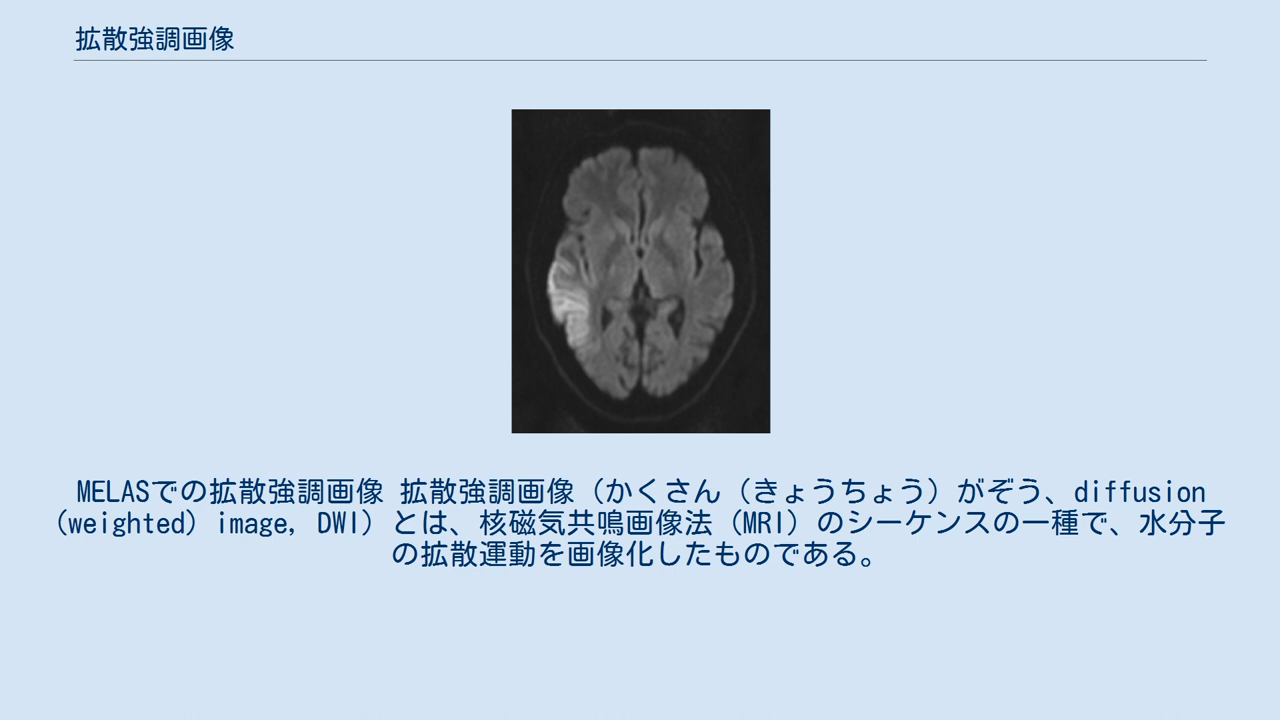 拡散強調画像
MELASでの拡散強調画像 拡散強調画像（かくさん（きょうちょう）がぞう、diffusion
（weighted）image, DWI）とは、核磁気共鳴画像法（MRI）のシーケンスの一種で、水分子
の拡散運動を画像化したものである。